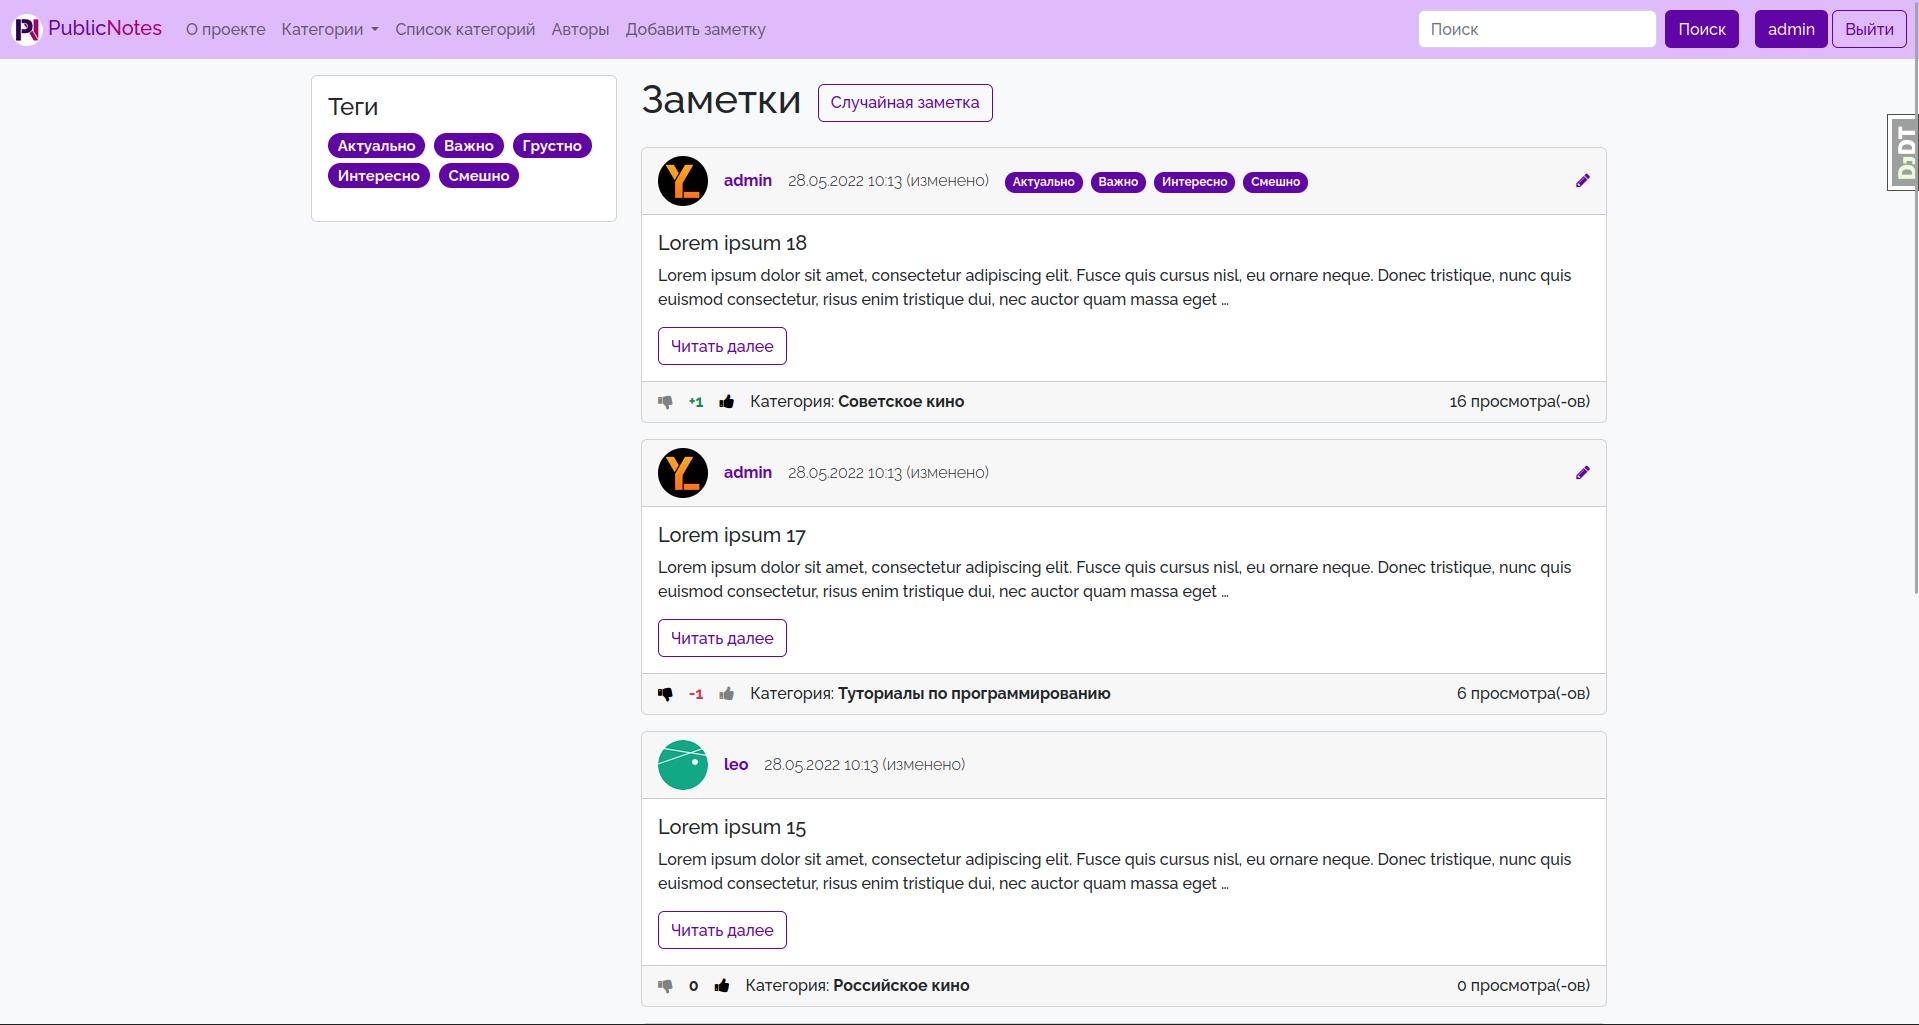 PublicNotes О проекте Категории Список категорий Авторы Добавить заметку Поиск Поиск admin Выйти
Теги
Актуально Важно Грустно
Интересно Смешно
Заметки Случайная заметка
DjDT
admin 28.05.2022 10:13 (изменено) Актуально Важно Интересно Смешно
Lorem ipsum 18
Lorem ipsum dolor sit amet, consectetur adipiscing elit. Fusce quis cursus nisl, eu ornare neque. Donec tristique, nunc quis
euismod consectetur, risus enim tristique dui, nec auctor quam massa eget …
Читать далее
+1 Категория: Советское кино 16 просмотра(-ов)
admin 28.05.2022 10:13 (изменено)
Lorem ipsum 17
Lorem ipsum dolor sit amet, consectetur adipiscing elit. Fusce quis cursus nisl, eu ornare neque. Donec tristique, nunc quis
euismod consectetur, risus enim tristique dui, nec auctor quam massa eget …
Читать далее
-1 Категория: Туториалы по программированию 6 просмотра(-ов)
leo 28.05.2022 10:13 (изменено)
Lorem ipsum 15
Lorem ipsum dolor sit amet, consectetur adipiscing elit. Fusce quis cursus nisl, eu ornare neque. Donec tristique, nunc quis
euismod consectetur, risus enim tristique dui, nec auctor quam massa eget …
Читать далее
0 Категория: Российское кино 0 просмотра(-ов)